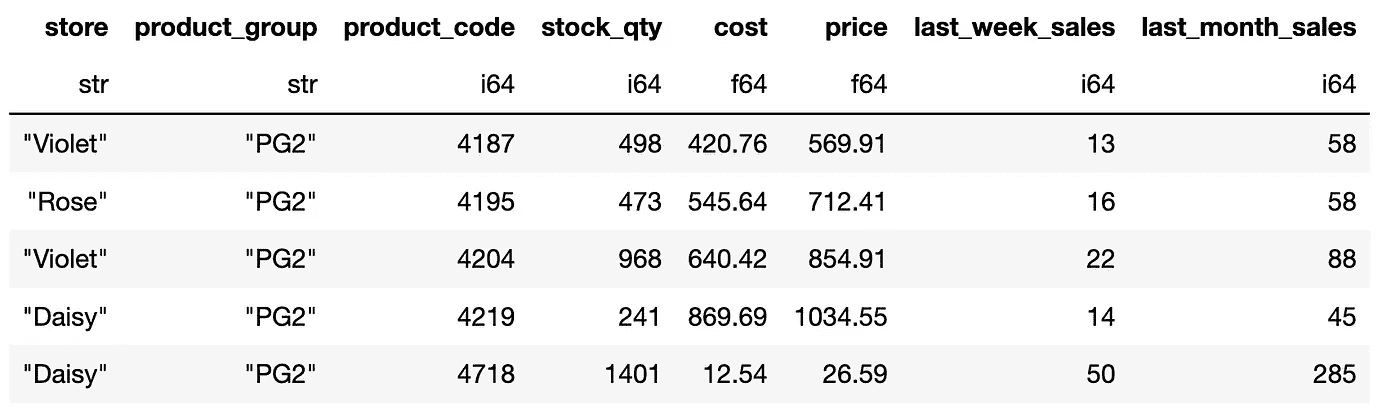 store product_group product_code stock_qty cost price last_week_sales last_month_sales
str str i64 i64 f64 f64 i64 i64
"Violet" "PG2" 4187 498 420.76 569.91 13 58
"Rose" "PG2" 4195 473 545.64 712.41 16 58
"Violet" "PG2" 4204 968 640.42 854.91 22 88
"Daisy" "PG2" 4219 241 869.69 1034.55 14 45
"Daisy" "PG2" 4718 1401 12.54 26.59 50 285